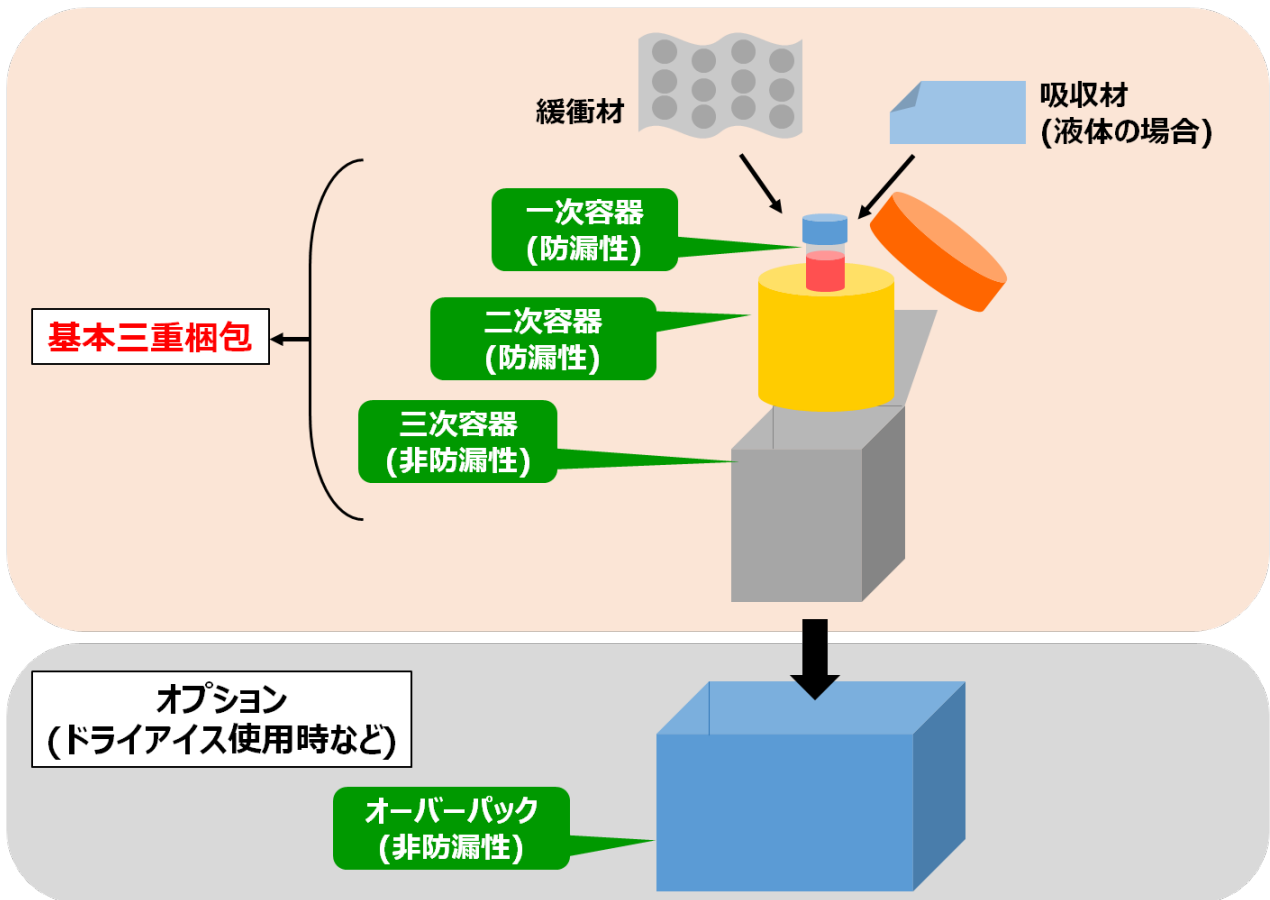 緩衝材
吸収材
(液体の場合)
一次容器
(防漏性)
二次容器
(防漏性)
基本三重梱包
三次容器
(非防漏性)
オプション
(ドライアイス使用時など)
オーバーパック
(非防漏性)